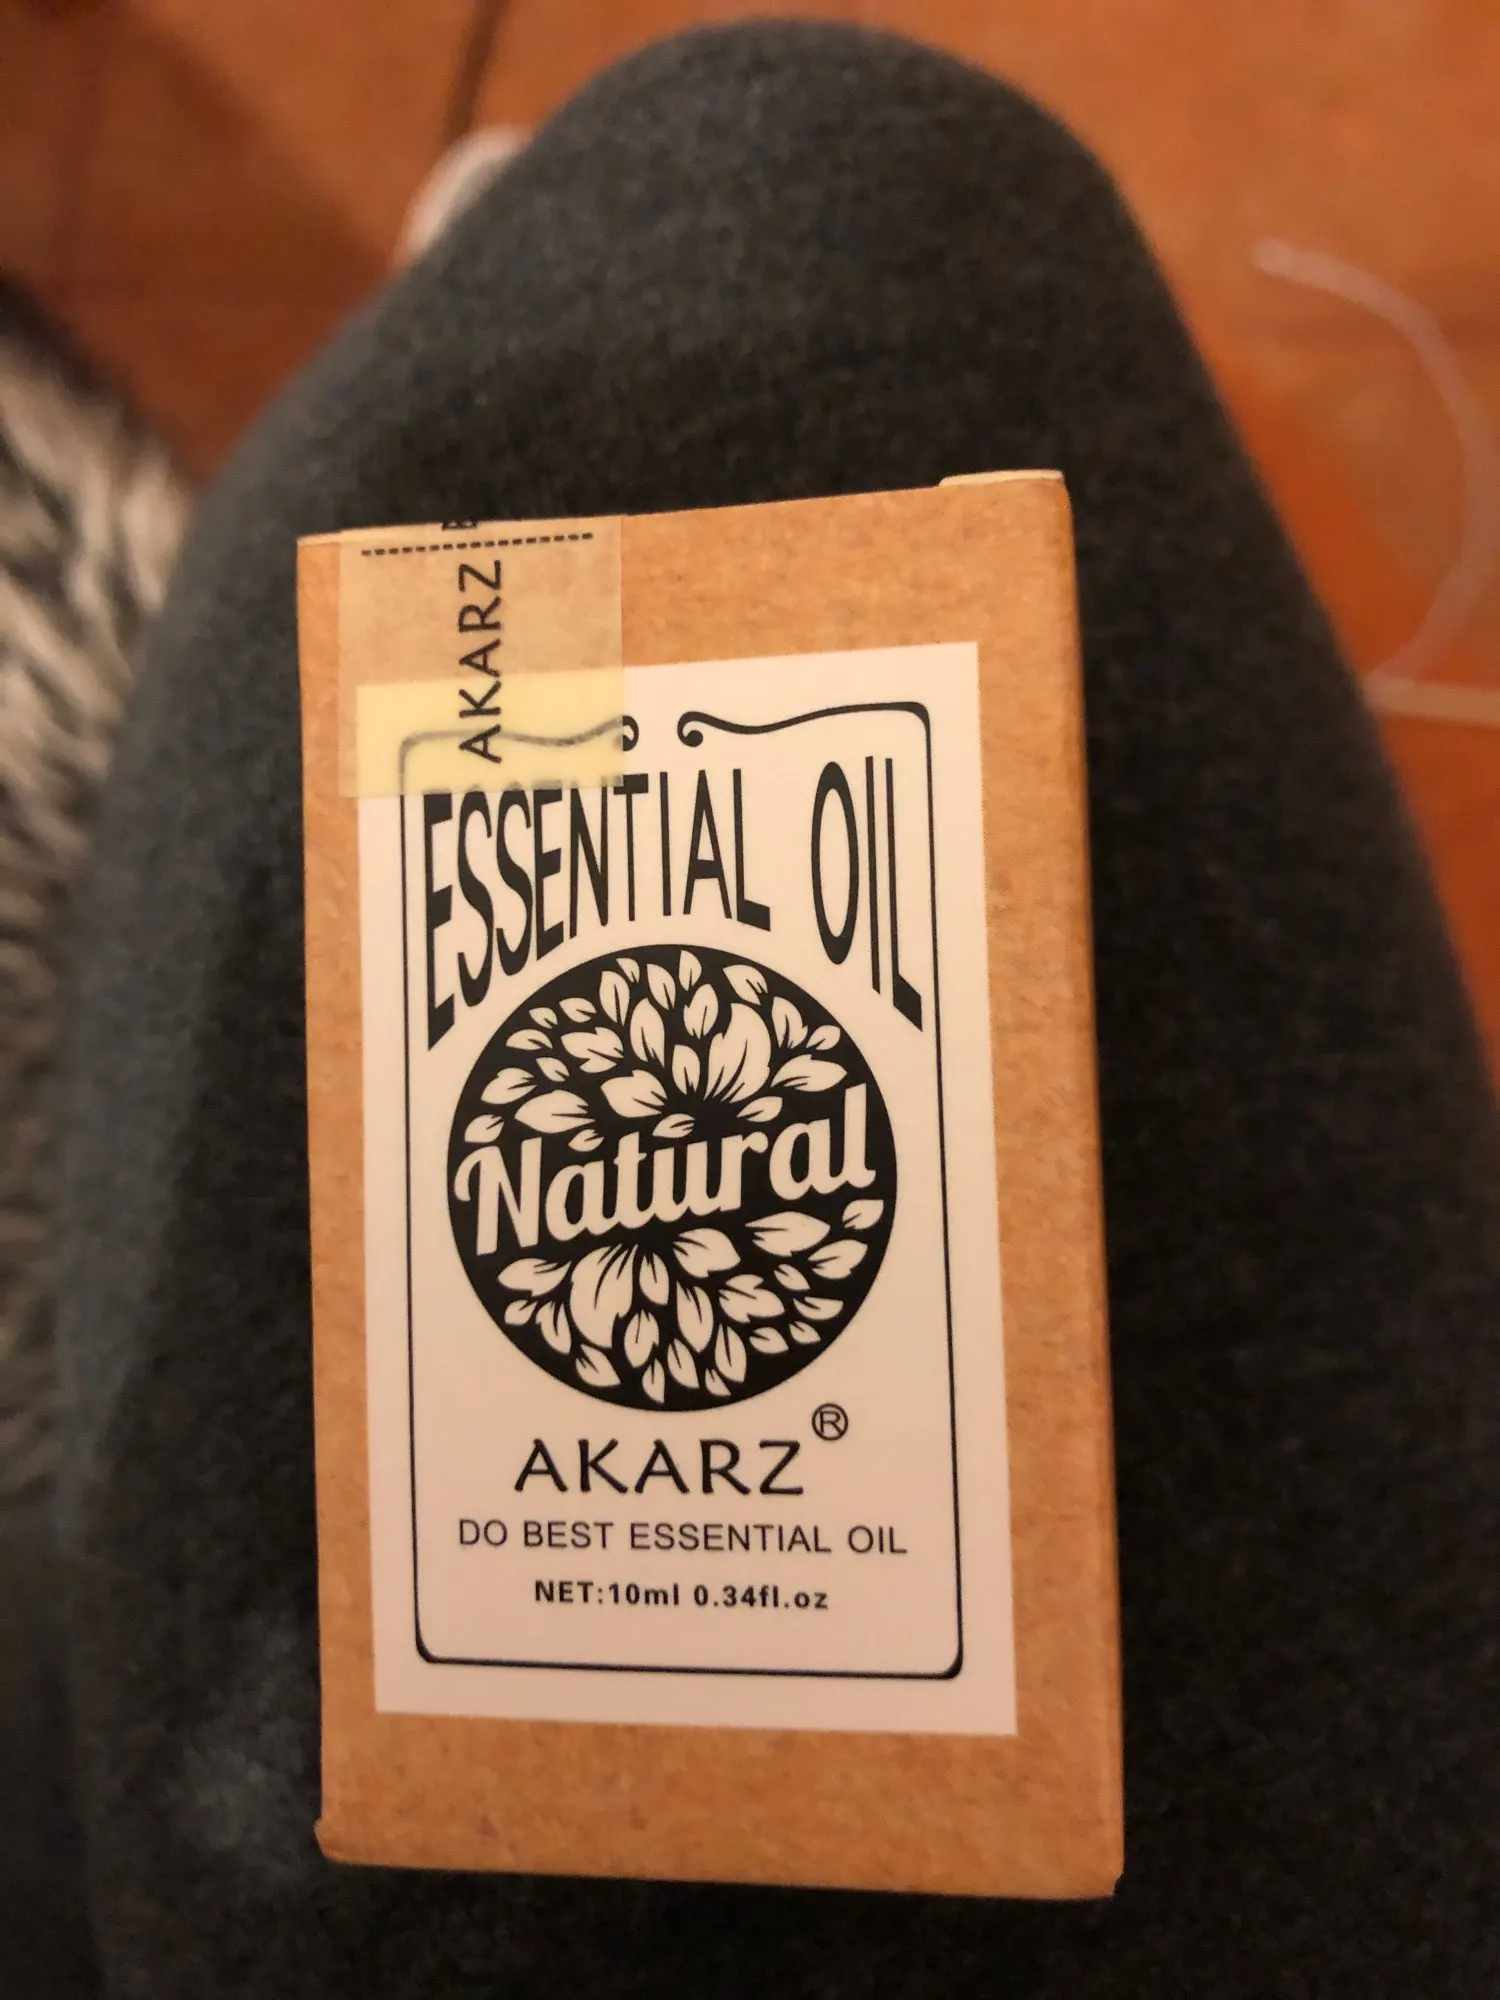 AKARZ
ESSENTIAL OIL
Natural
AKARZ®
DO BEST ESSENTIAL OIL
NET:10ml 0.34fl.oz